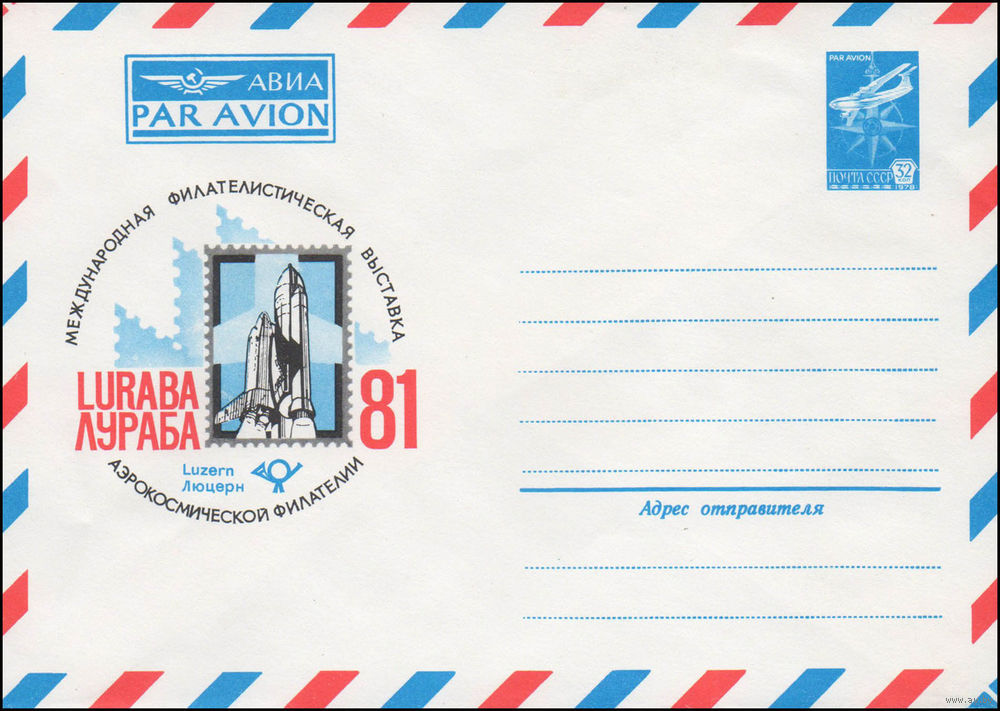 АВИА
PAR AVION
PAR AVION
ПОЧТА СССР
32
КОП
1978
МЕЖДУНАРОДНАЯ ФИЛАТЕЛИСТИЧЕСКАЯ ВЫСТАВКА
LURABA
ЛУРАБА
81
Luzern
Люцерн
АЭРОКОСМИЧЕСКОЙ ФИЛАТЕЛИИ
Адрес отправителя